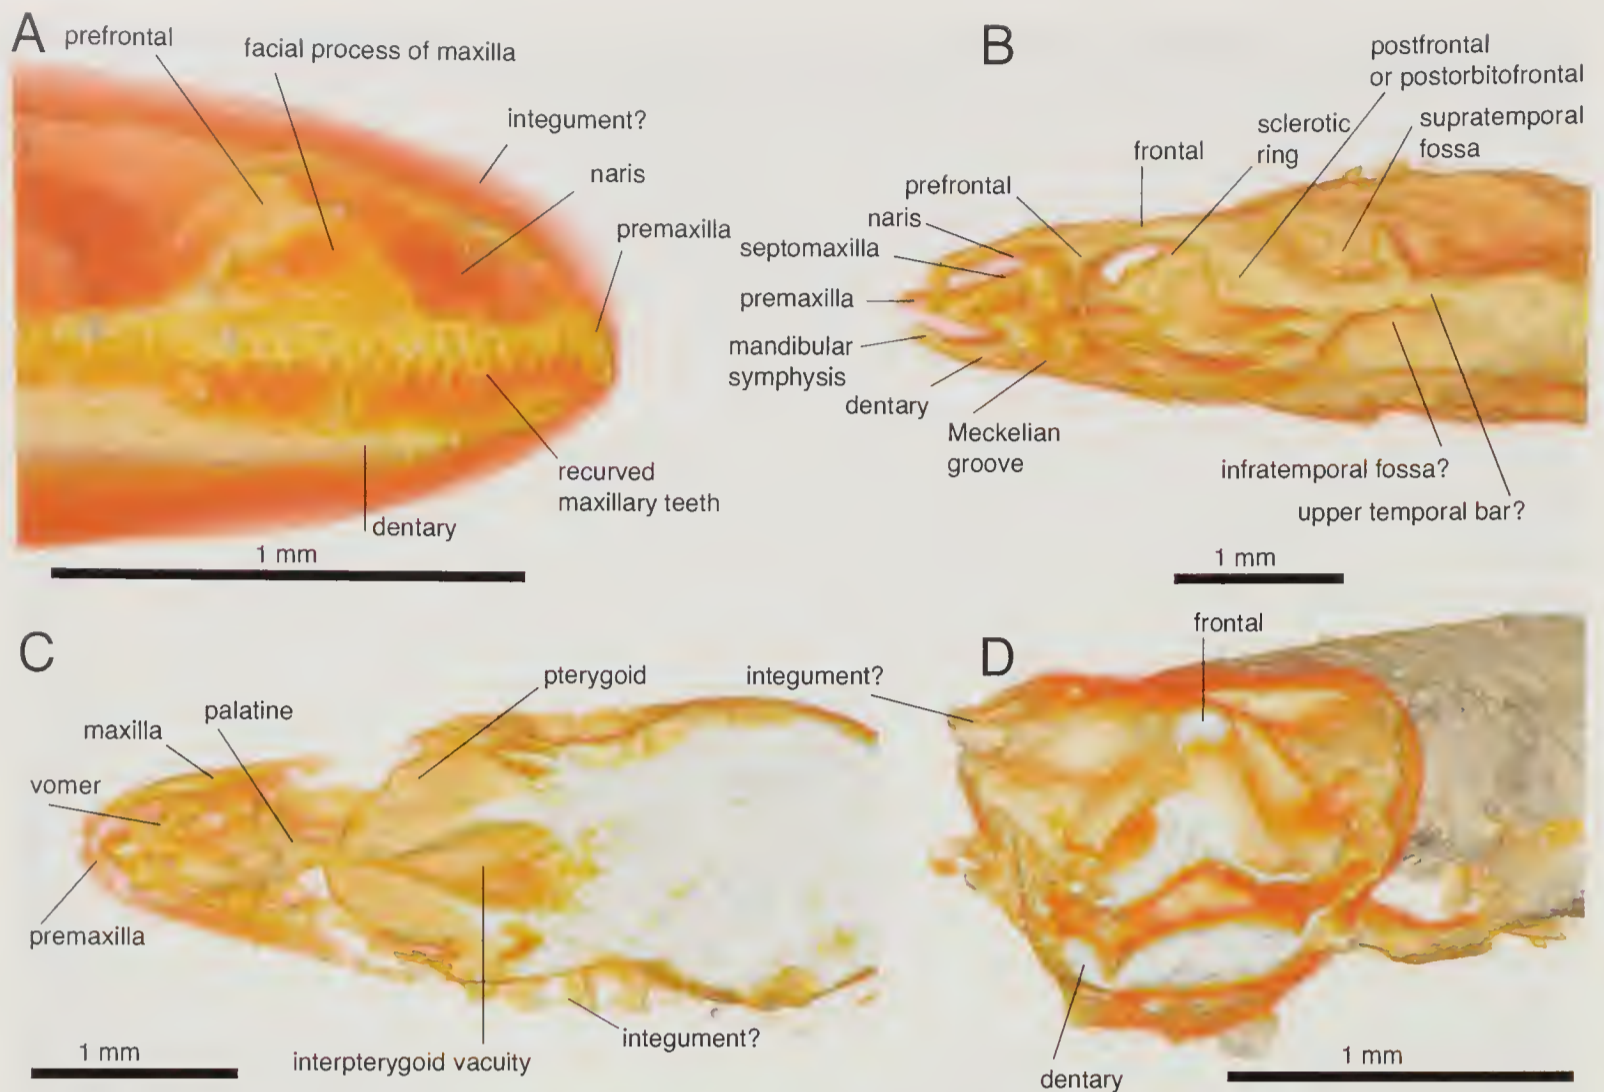 A
prefrontal
facial process of maxilla
integument?
naris
premaxilla
recurved
maxillary teeth
dentary
1 mm
B
postfrontal
or postorbitofrontal
sclerotic
ring
supratemporal
fossa
frontal
prefrontal
naris
septomaxilla
premaxilla
mandibular
symphysis
dentary
Meckelian
groove
infratemporal fossa?
upper temporal bar?
1 mm
C
pterygoid
integument?
palatine
maxilla
vomer
premaxilla
interpterygoid vacuity
integument?
1 mm
D
frontal
dentary
1 mm